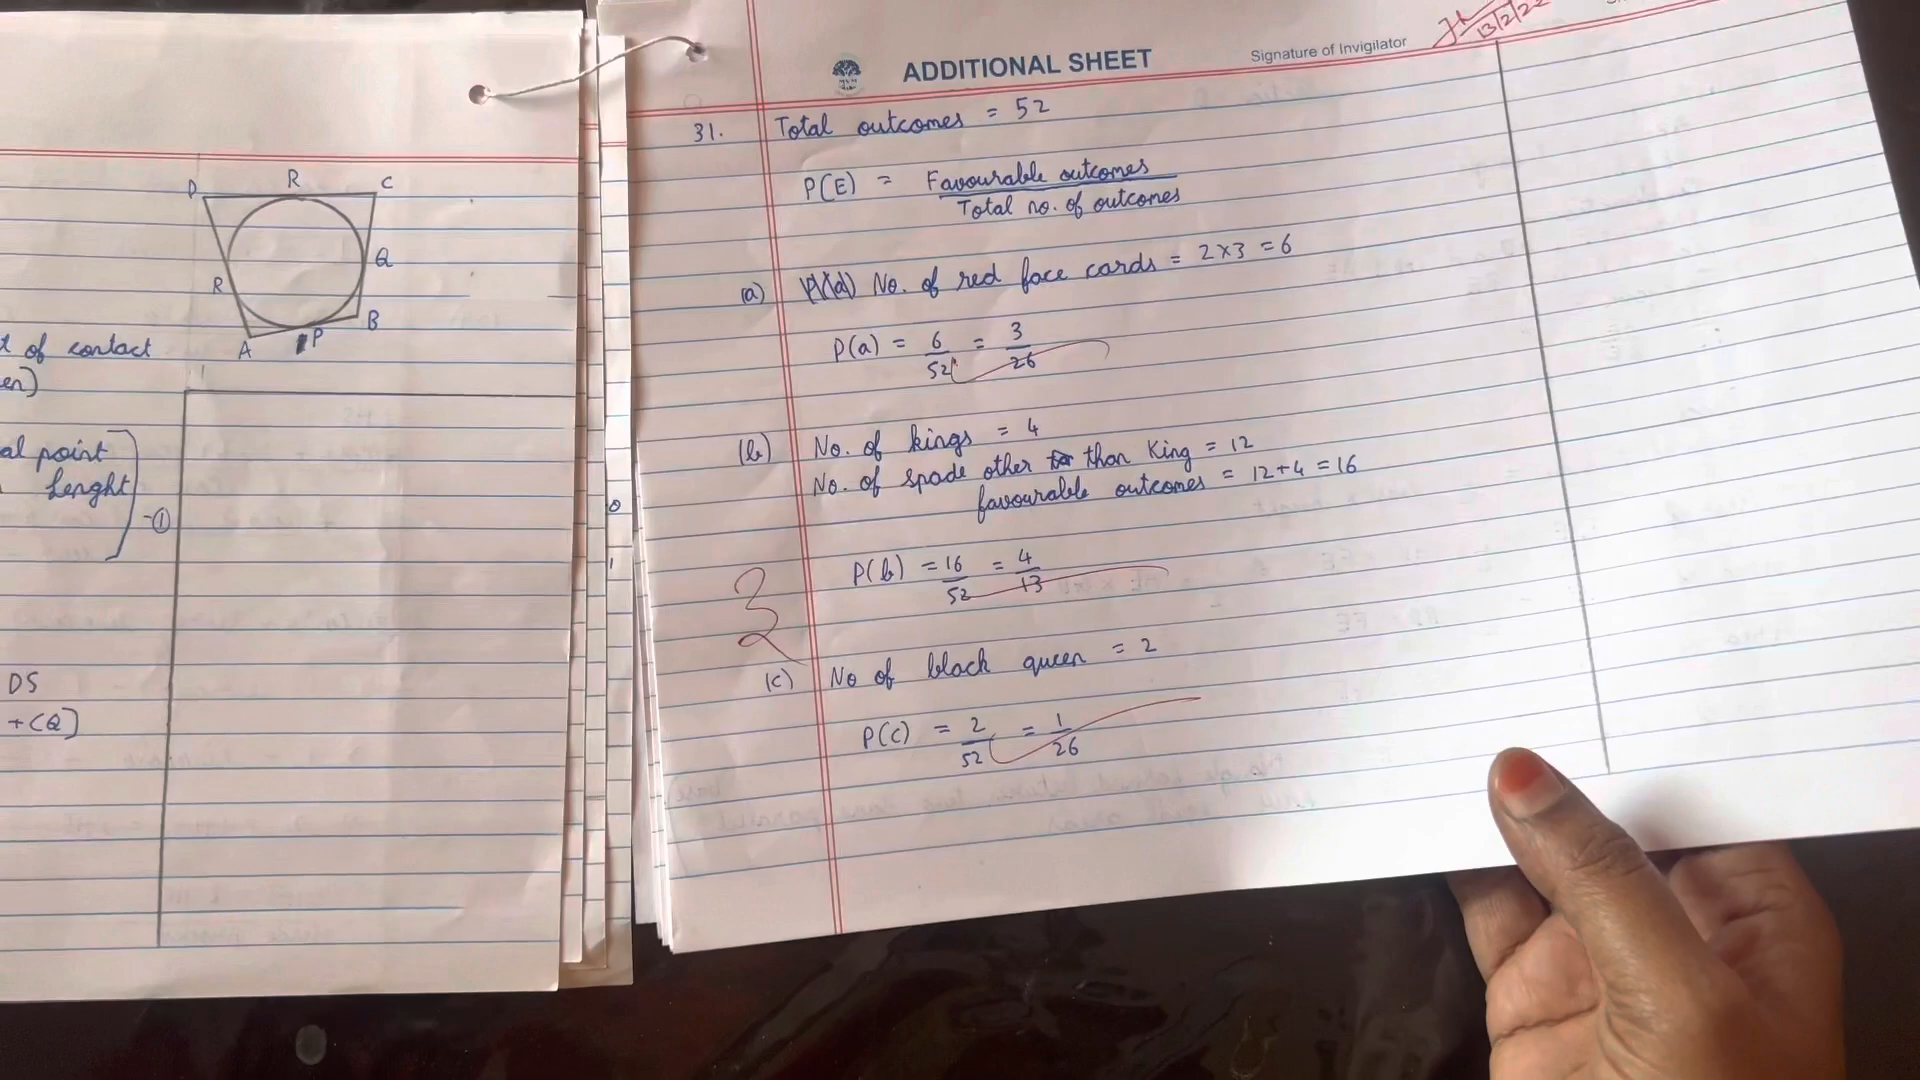 D R C
Q
R
B
A P
t of contact
en)
al point
lenght
-①
DS
+CQ]
ADDITIONAL SHEET
Signature of Invigilator
13/2/22
31. Total outcomes = 52
P(E) = Favourable outcomes
Total no. of outcomes
(a) No. of red face cards = 2×3 = 6
P(a) = 6/52 = 3/26
(b) No. of kings = 4
No. of spade other than King = 12
favourable outcomes = 12+4 = 16
P(b) = 16/52 = 4/13
3
(c) No of black queen = 2
P(C) = 2/52 = 1/26